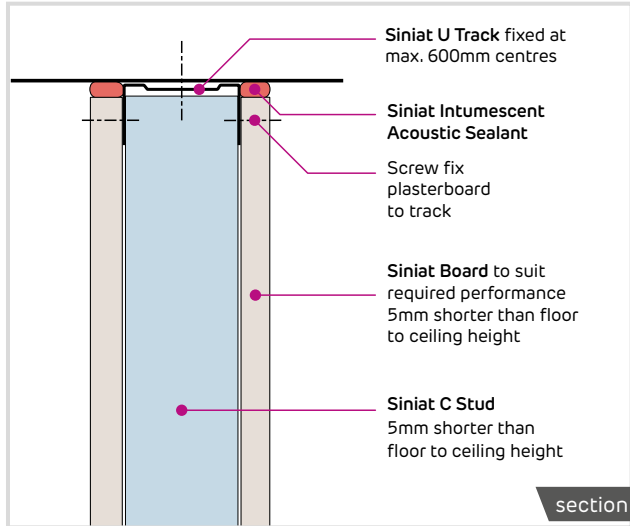 Siniat U Track fixed at
max. 600mm centres
Siniat Intumescent
Acoustic Sealant
Screw fix
plasterboard
to track
Siniat Board to suit
required performance
5mm shorter than floor
to ceiling height
Siniat C Stud
5mm shorter than
floor to ceiling height
section